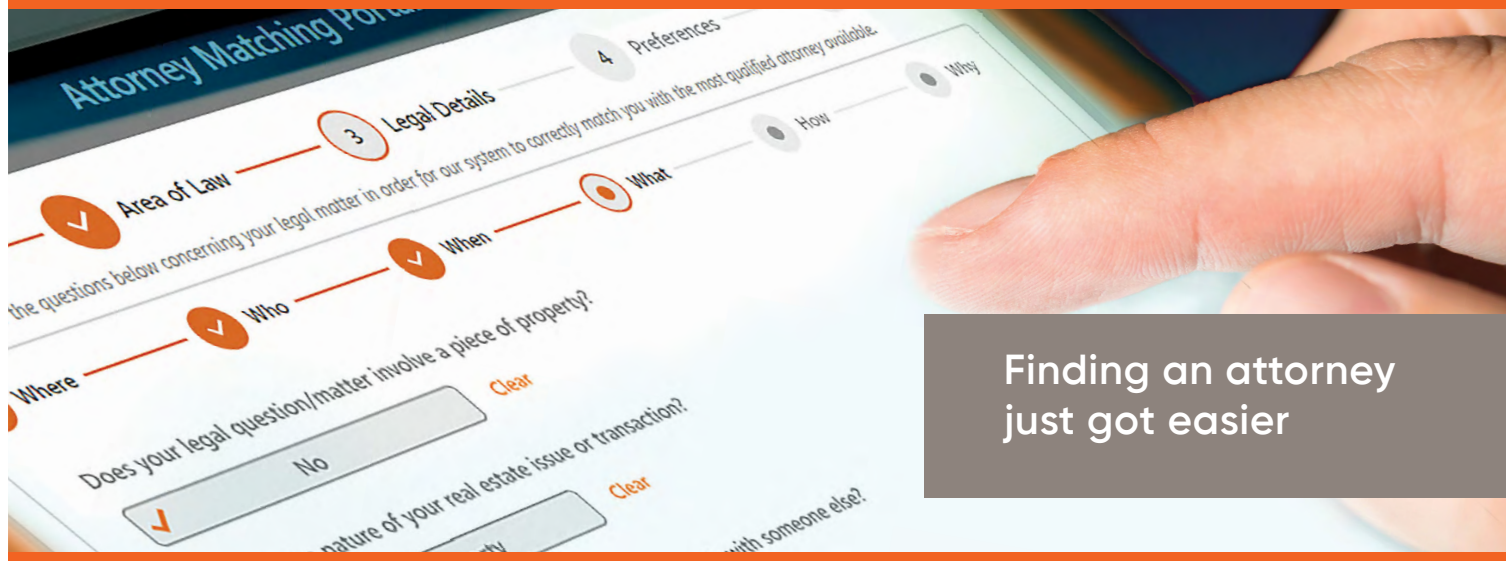 Attorney Matching
4 Preferences
3 Legal Details
Area of Law
the questions below concerning your legal matter in order for our system to correctly match you with the most qualified attorney available.
Why
How
What
When
Who
Where
Does your legal question/matter involve a piece of property?
No
Clear
nature of your real estate issue or transaction?
Clear
with someone else?
Finding an attorney
just got easier